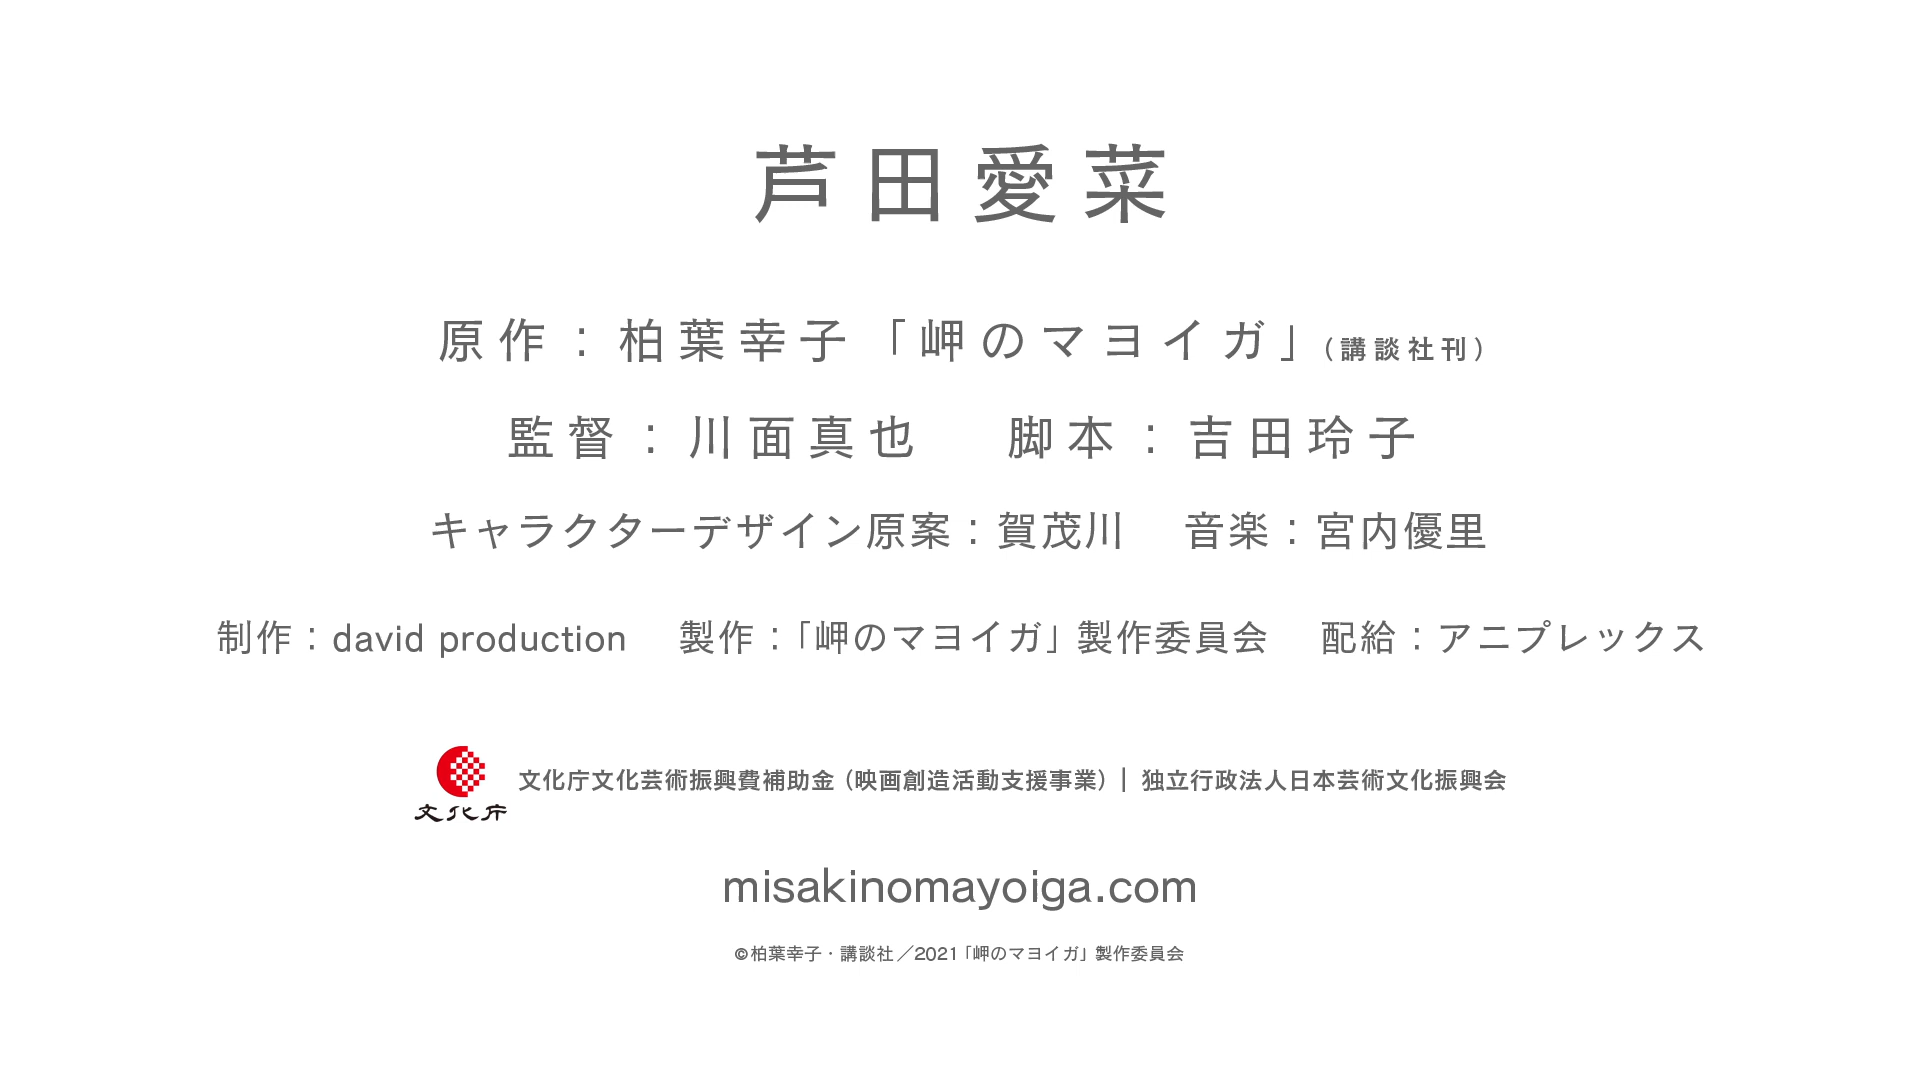 芦田愛菜
原作：柏葉幸子「岬のマヨイガ」（講談社刊）
監督：川面真也　脚本：吉田玲子
キャラクターデザイン原案：賀茂川　音楽：宮内優里
制作：david production　製作：「岬のマヨイガ」製作委員会　配給：アニプレックス
文化庁文化芸術振興費補助金（映画創造活動支援事業）｜ 独立行政法人日本芸術文化振興会
文化庁
misakinomayoiga.com
©柏葉幸子・講談社／2021「岬のマヨイガ」製作委員会